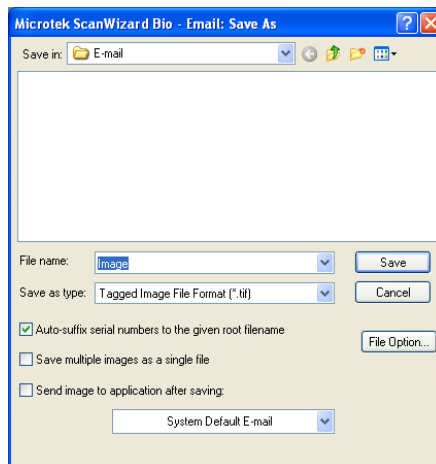 Microtek ScanWizard Bio - Email: Save As
Save in: E-mail
File name: Image Save
Save as type: Tagged Image File Format (*.tif) Cancel
Auto-suffix serial numbers to the given root filename
File Option...
Save multiple images as a single file
Send image to application after saving:
System Default E-mail